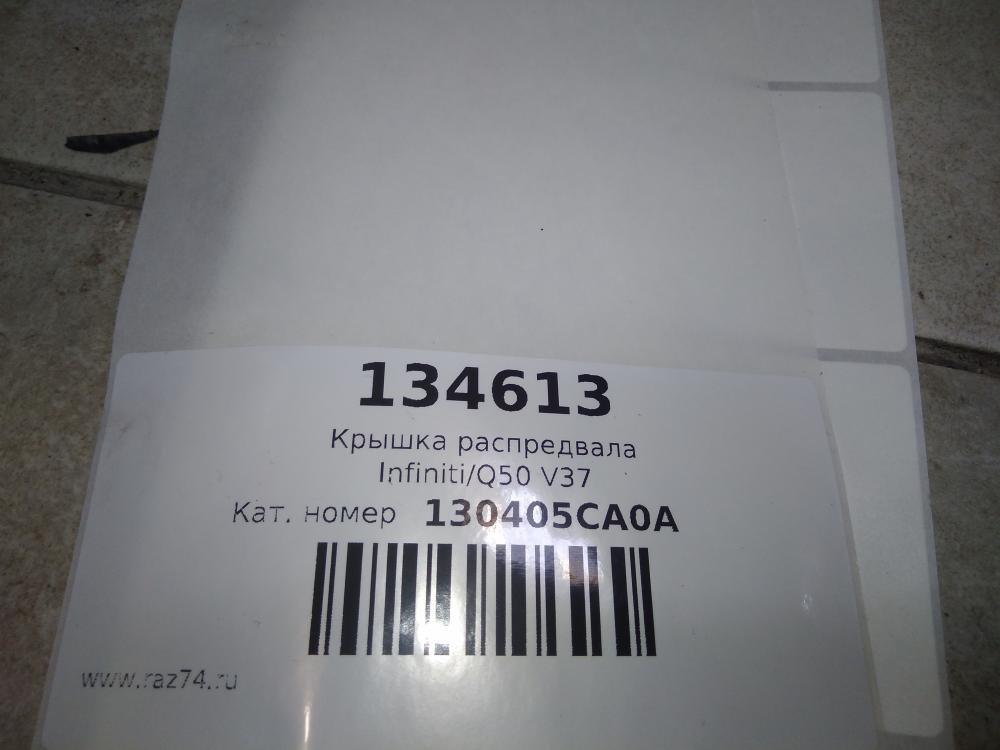 134613
Крышка распредвала
Infiniti/Q50 V37
Кат. номер 130405CA0A
www.raz74.ru